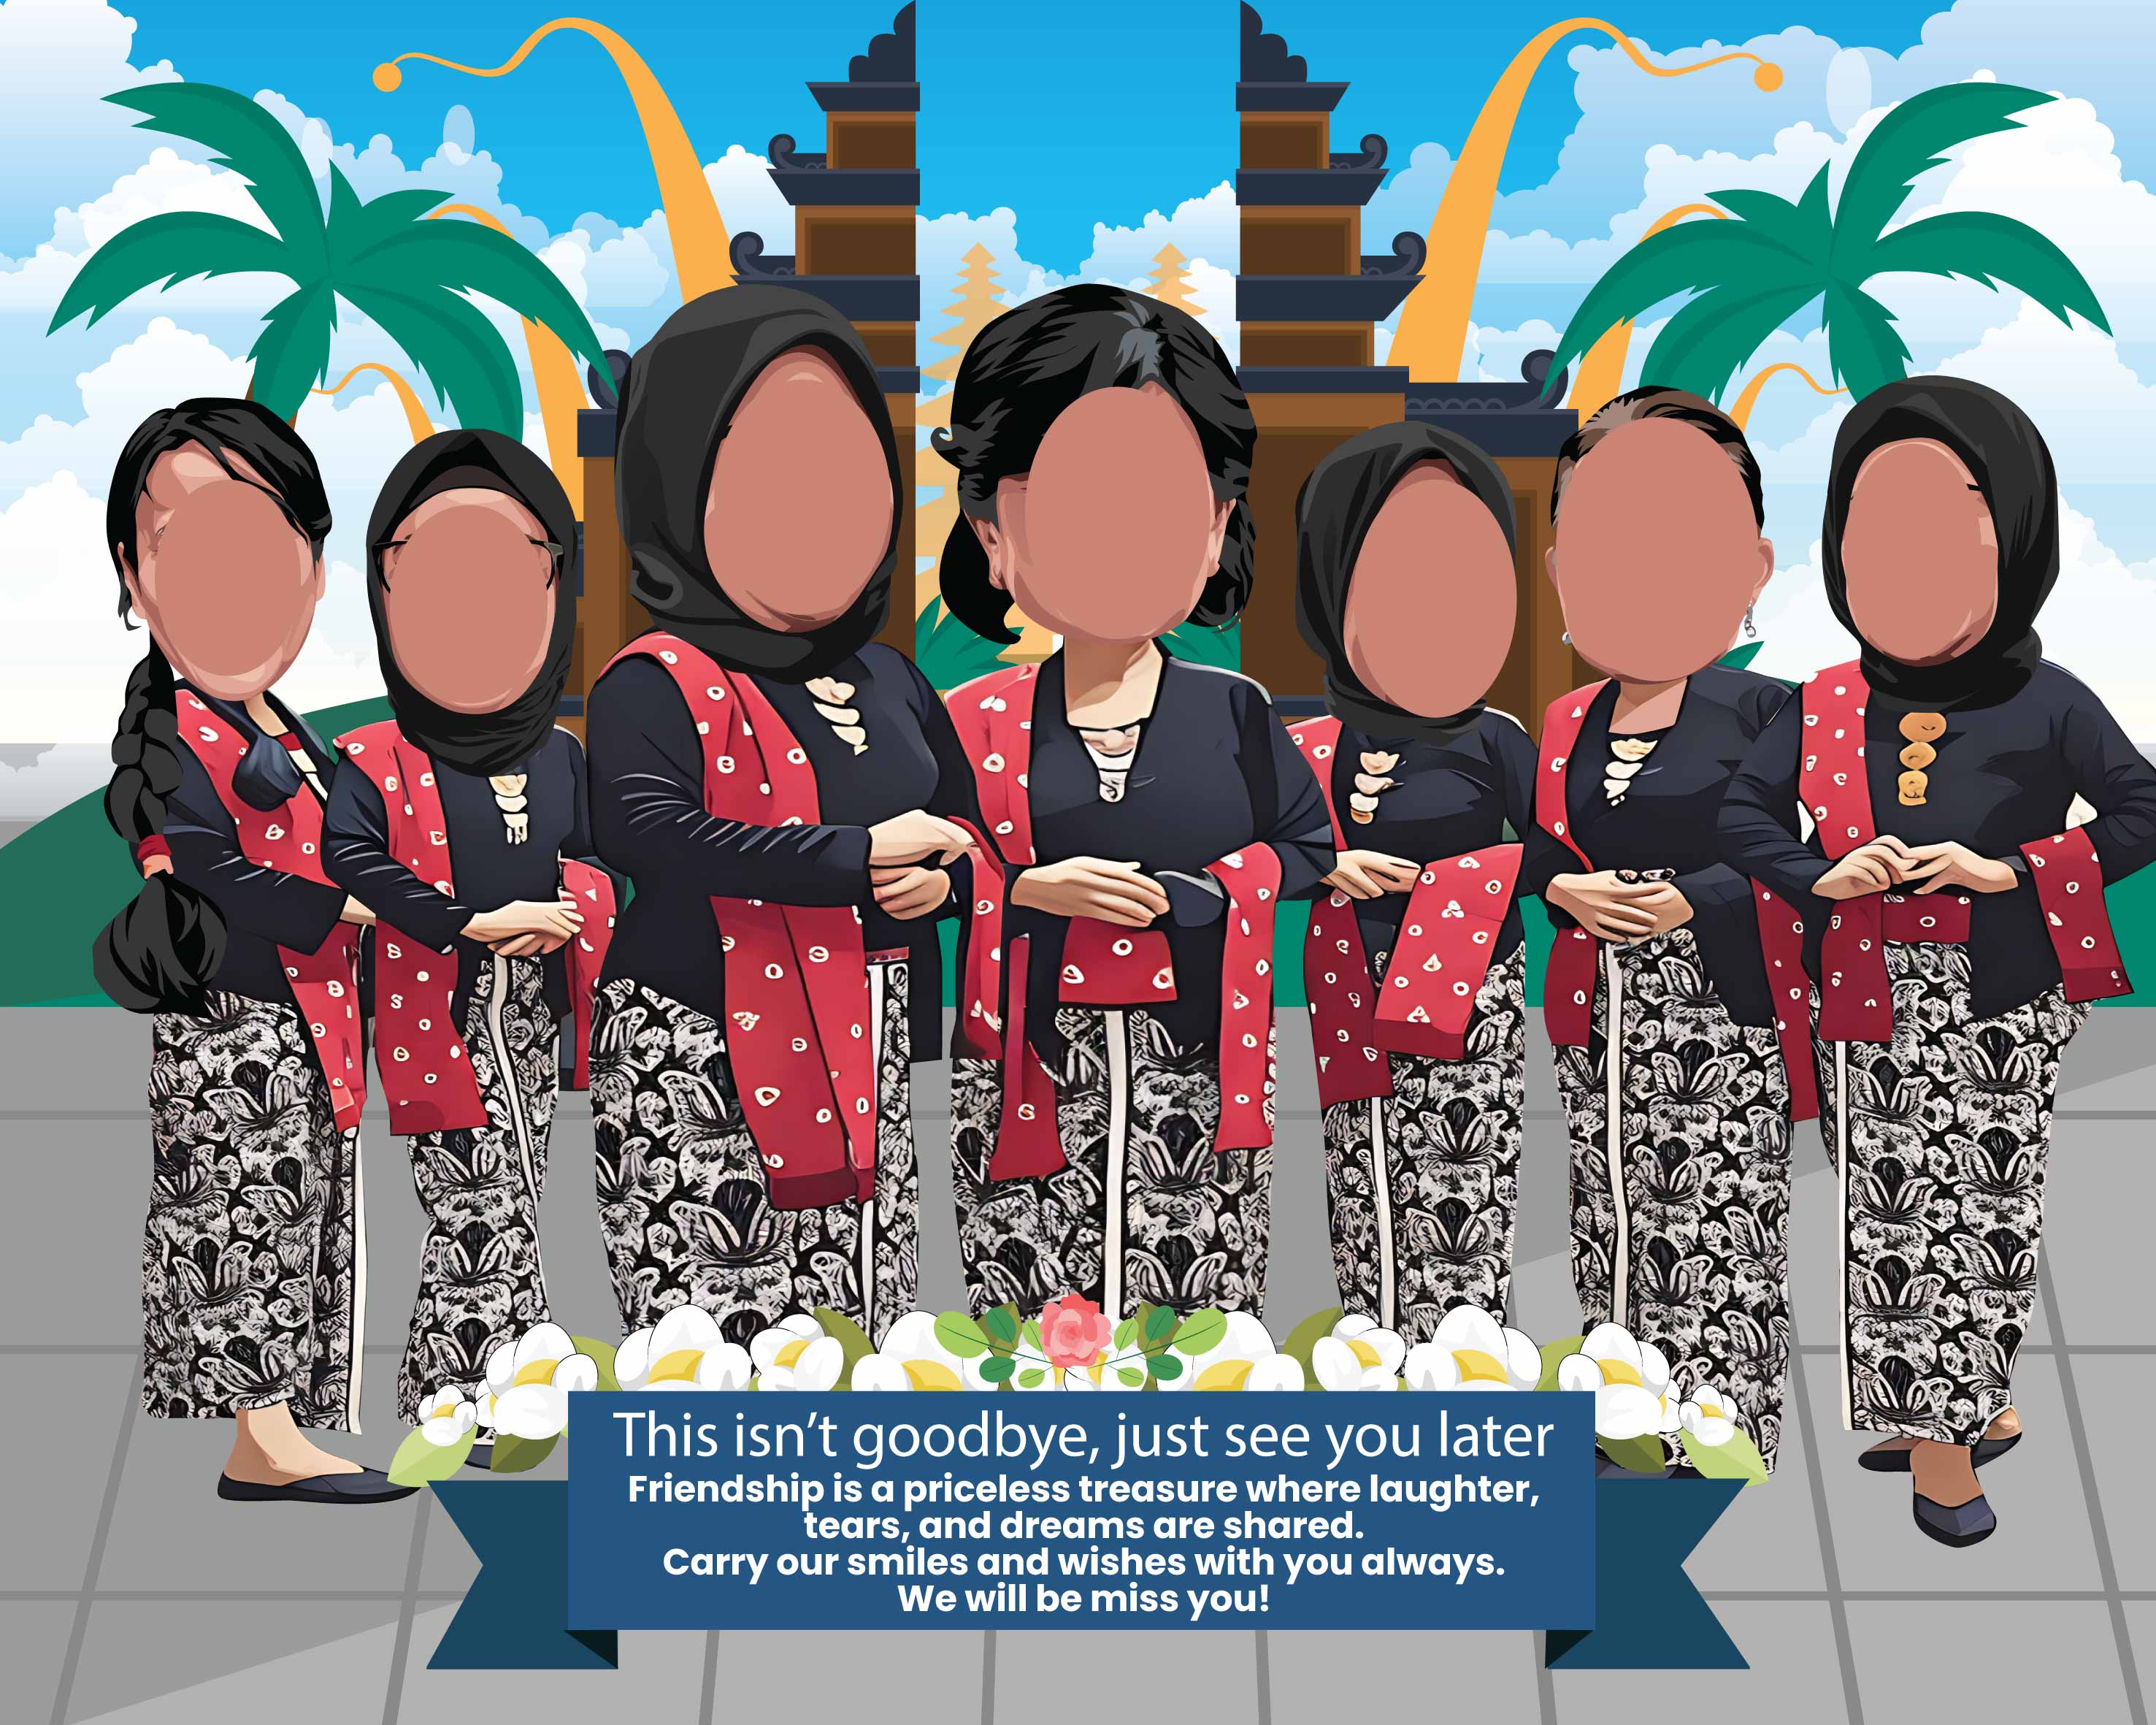 This isn’t goodbye, just see you later
Friendship is a priceless treasure where laughter,
tears, and dreams are shared.
Carry our smiles and wishes with you always.
We will be miss you!